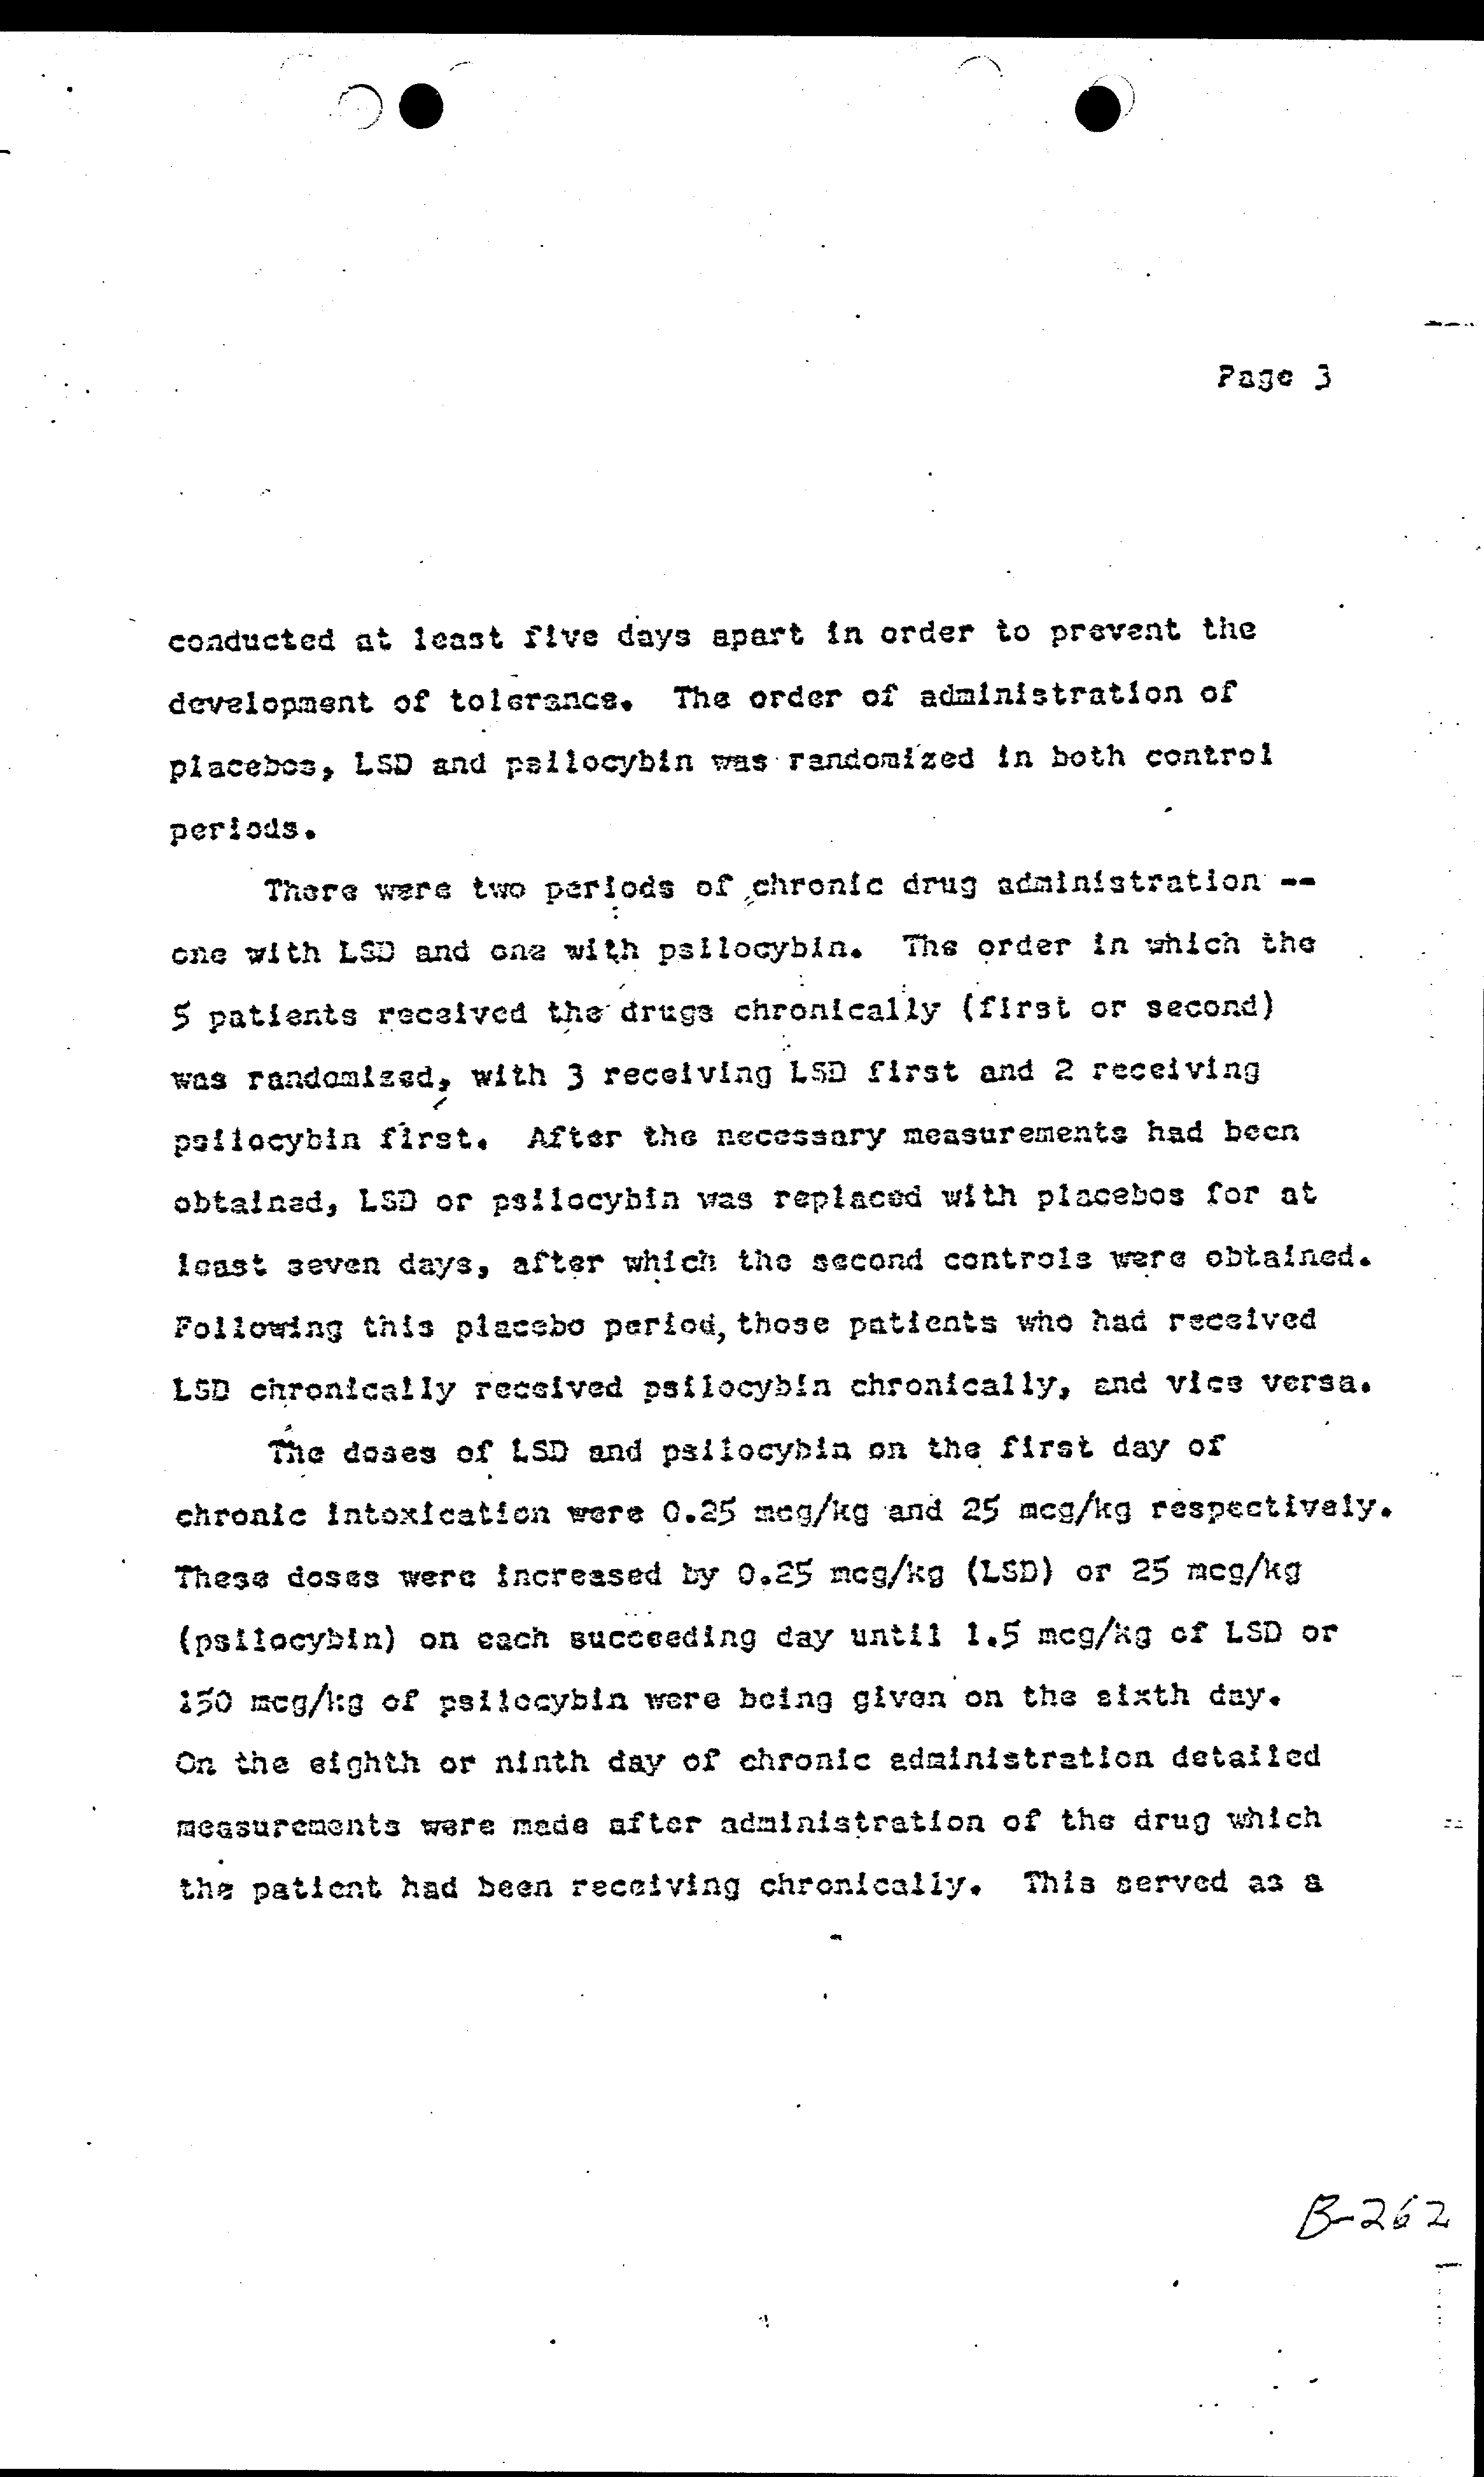 Page 3
conducted at least five days apart in order to prevent the
development of tolerance. The order of administration of
placebos, LSD and psilocybin was randomized in both control
periods.
There were two periods of chronic drug administration --
one with LSD and one with psilocybin. The order in which the
5 patients received the drugs chronically (first or second)
was randomized, with 3 receiving LSD first and 2 receiving
psilocybin first. After the necessary measurements had been
obtained, LSD or psilocybin was replaced with placebos for at
least seven days, after which the second controls were obtained.
Following this placebo period, those patients who had received
LSD chronically received psilocybin chronically, and vice versa.
The doses of LSD and psilocybin on the first day of
chronic intoxication were 0.25 mcg/kg and 25 mcg/kg respectively.
These doses were increased by 0.25 mcg/kg (LSD) or 25 mcg/kg
(psilocybin) on each succeeding day until 1.5 mcg/kg of LSD or
150 mcg/kg of psilocybin were being given on the sixth day.
On the eighth or ninth day of chronic administration detailed
measurements were made after administration of the drug which
the patient had been receiving chronically. This served as a
B-262